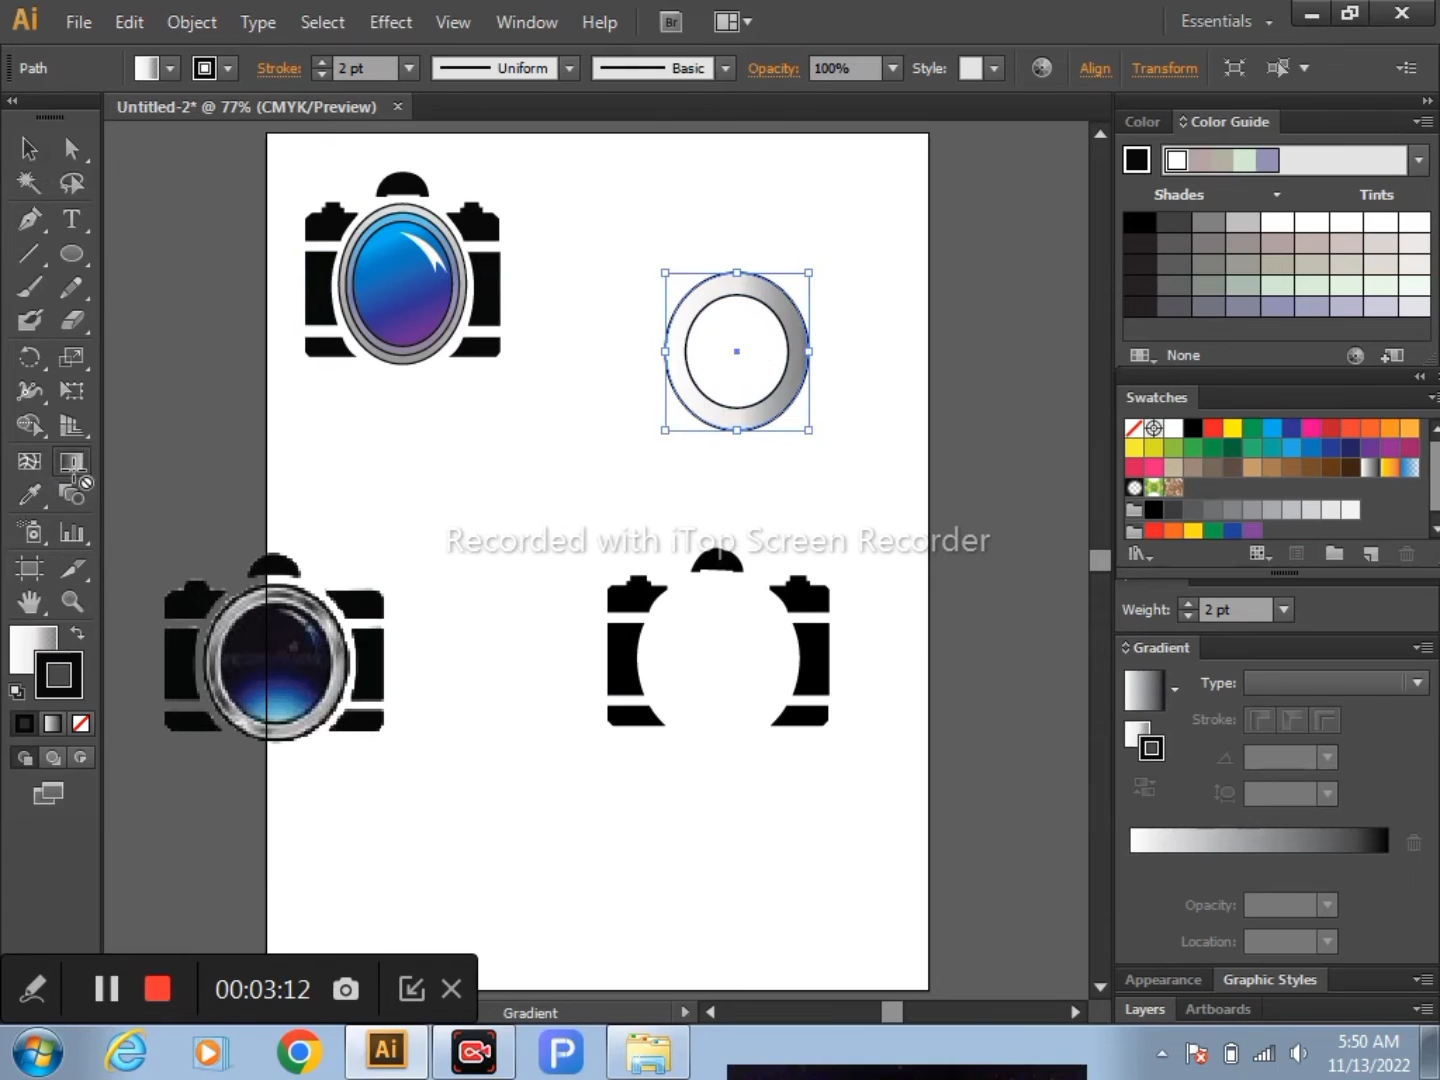 Ai File Edit Object Type Select Effect View Window Help Br Essentials
Path Stroke: 2 pt Uniform Basic Opacity: 100% Style: Align Transform
Untitled-2* @ 77% (CMYK/Preview) ×
Color Color Guide
Shades Tints
None
Swatches
T
Recorded with iTop Screen Recorder
Weight: 2 pt
Gradient
Type:
Stroke:
Opacity:
Location:
00:03:12
Gradient
Appearance Graphic Styles
Layers Artboards
Ai P
5:50 AM
11/13/2022